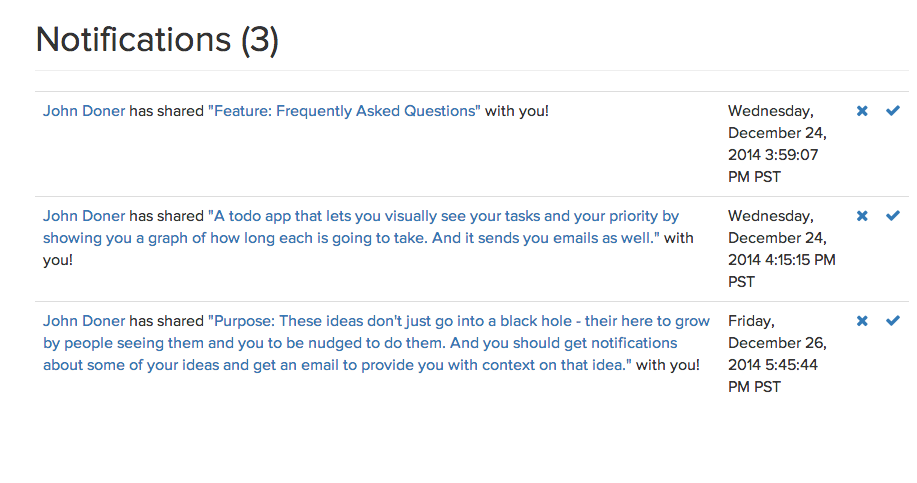 Notifications (3)
John Doner has shared "Feature: Frequently Asked Questions" with you!
Wednesday,
December 24,
2014 3:59:07
PM PST
John Doner has shared "A todo app that lets you visually see your tasks and your priority by
showing you a graph of how long each is going to take. And it sends you emails as well." with
you!
Wednesday,
December 24,
2014 4:15:15 PM
PST
John Doner has shared "Purpose: These ideas don't just go into a black hole - their here to grow
by people seeing them and you to be nudged to do them. And you should get notifications
about some of your ideas and get an email to provide you with context on that idea." with you!
Friday,
December 26,
2014 5:45:44
PM PST